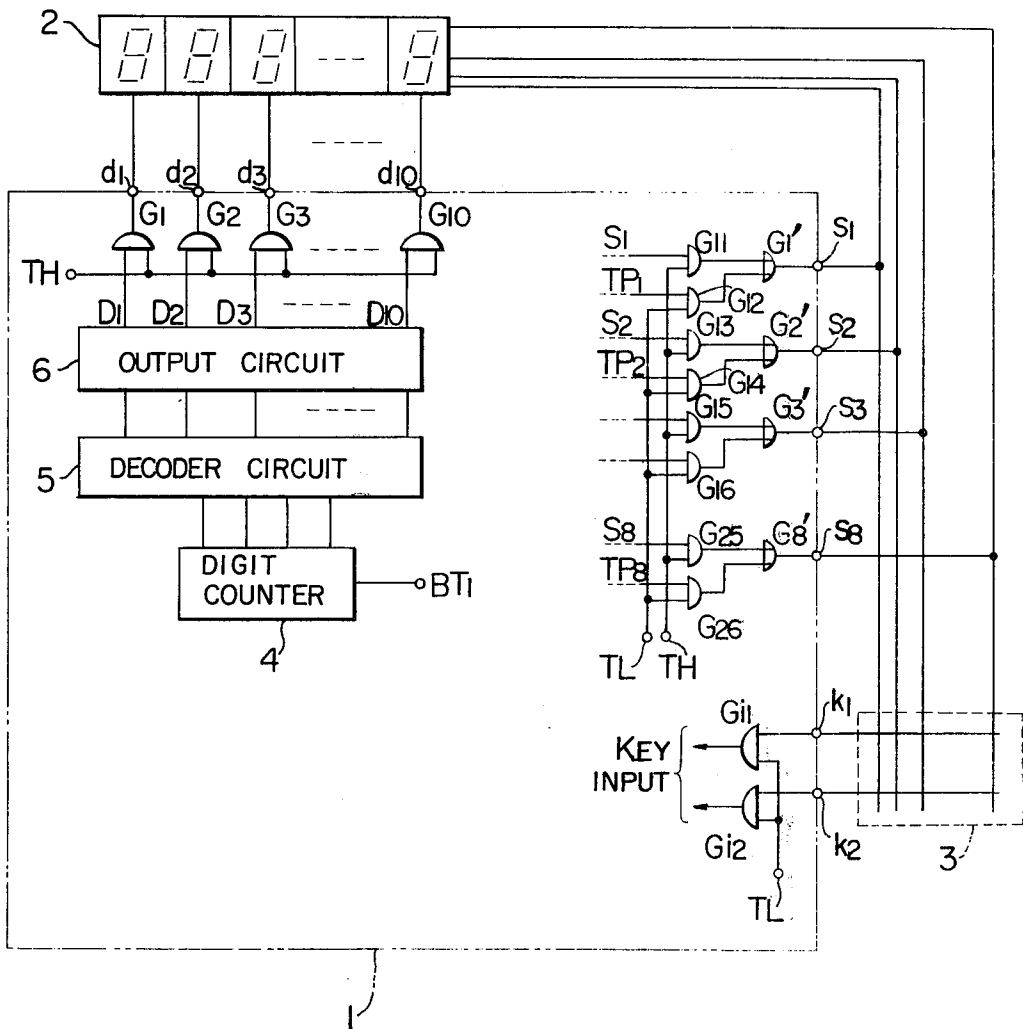 2
d1 d2 d3 d10
G1 G2 G3 G10
TH
D1 D2 D3 D10
6 OUTPUT CIRCUIT
5 DECODER CIRCUIT
DIGIT
COUNTER
BT1
4
S1 G11 G1' S1
TP1 G12
S2 G13 G2' S2
TP2 G14
G15 G3' S3
G16
S8 G25 G8' S8
TP8
G26
TL TH
Gi1 k1
KEY
INPUT
Gi2 k2
3
TL
1